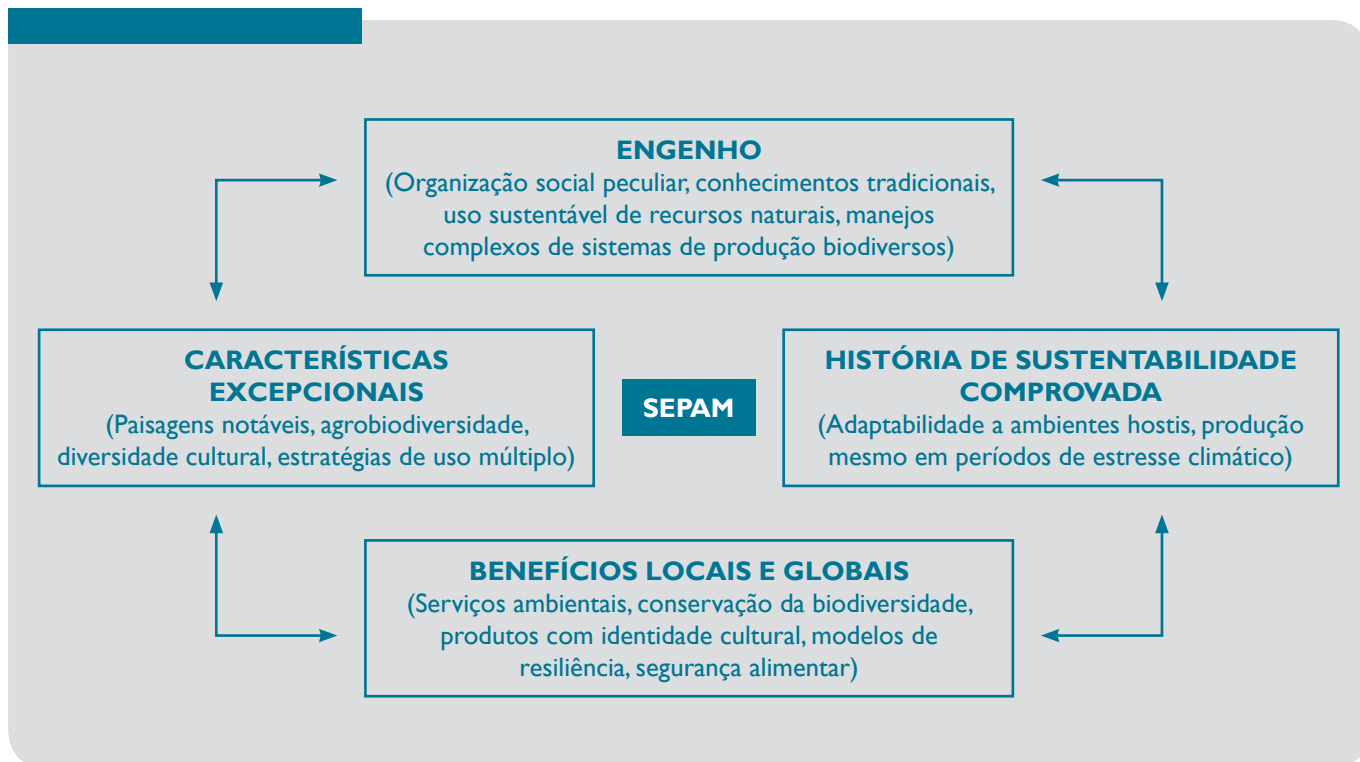 ENGENHO
(Organização social peculiar, conhecimentos tradicionais,
uso sustentável de recursos naturais, manejos
complexos de sistemas de produção biodiversos)
CARACTERÍSTICAS
EXCEPCIONAIS
(Paisagens notáveis, agrobiodiversidade,
diversidade cultural, estratégias de uso múltiplo)
SEPAM
HISTÓRIA DE SUSTENTABILIDADE
COMPROVADA
(Adaptabilidade a ambientes hostis, produção
mesmo em períodos de estresse climático)
BENEFÍCIOS LOCAIS E GLOBAIS
(Serviços ambientais, conservação da biodiversidade,
produtos com identidade cultural, modelos de
resiliência, segurança alimentar)